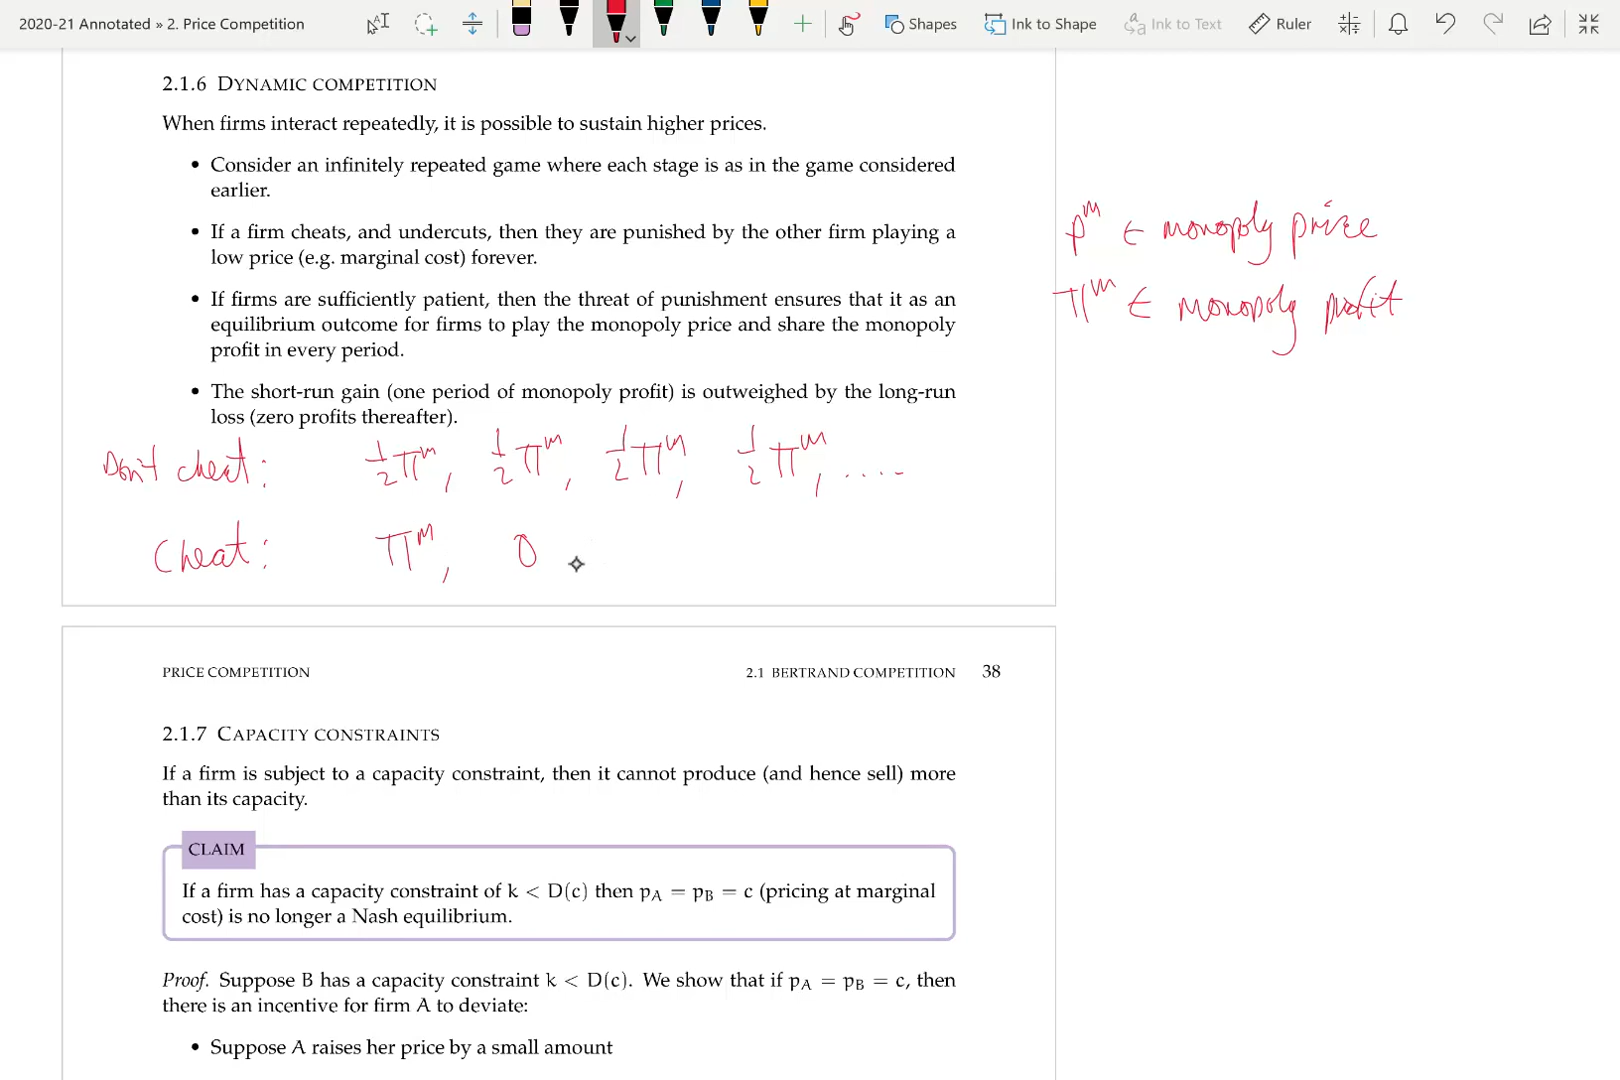 2020-21 Annotated » 2. Price Competition
Shapes
Ink to Shape
Ink to Text
Ruler
2.1.6 DYNAMIC COMPETITION
When firms interact repeatedly, it is possible to sustain higher prices.
• Consider an infinitely repeated game where each stage is as in the game considered
earlier.
• If a firm cheats, and undercuts, then they are punished by the other firm playing a
low price (e.g. marginal cost) forever.
• If firms are sufficiently patient, then the threat of punishment ensures that it as an
equilibrium outcome for firms to play the monopoly price and share the monopoly
profit in every period.
• The short-run gain (one period of monopoly profit) is outweighed by the long-run
loss (zero profits thereafter).
p^m ∈ monopoly price
π^m ∈ monopoly profit
Don't cheat: ½π^m, ½π^m, ½π^m, ½π^m, ....
Cheat: π^m, 0
PRICE COMPETITION 2.1 BERTRAND COMPETITION 38
2.1.7 CAPACITY CONSTRAINTS
If a firm is subject to a capacity constraint, then it cannot produce (and hence sell) more
than its capacity.
CLAIM
If a firm has a capacity constraint of k < D(c) then p_A = p_B = c (pricing at marginal
cost) is no longer a Nash equilibrium.
Proof. Suppose B has a capacity constraint k < D(c). We show that if p_A = p_B = c, then
there is an incentive for firm A to deviate:
• Suppose A raises her price by a small amount